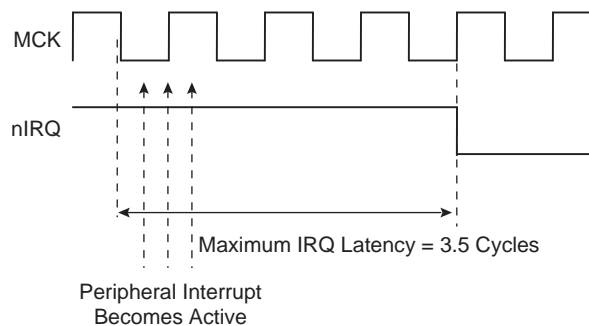 MCK
nIRQ
Maximum IRQ Latency = 3.5 Cycles
Peripheral Interrupt
Becomes Active